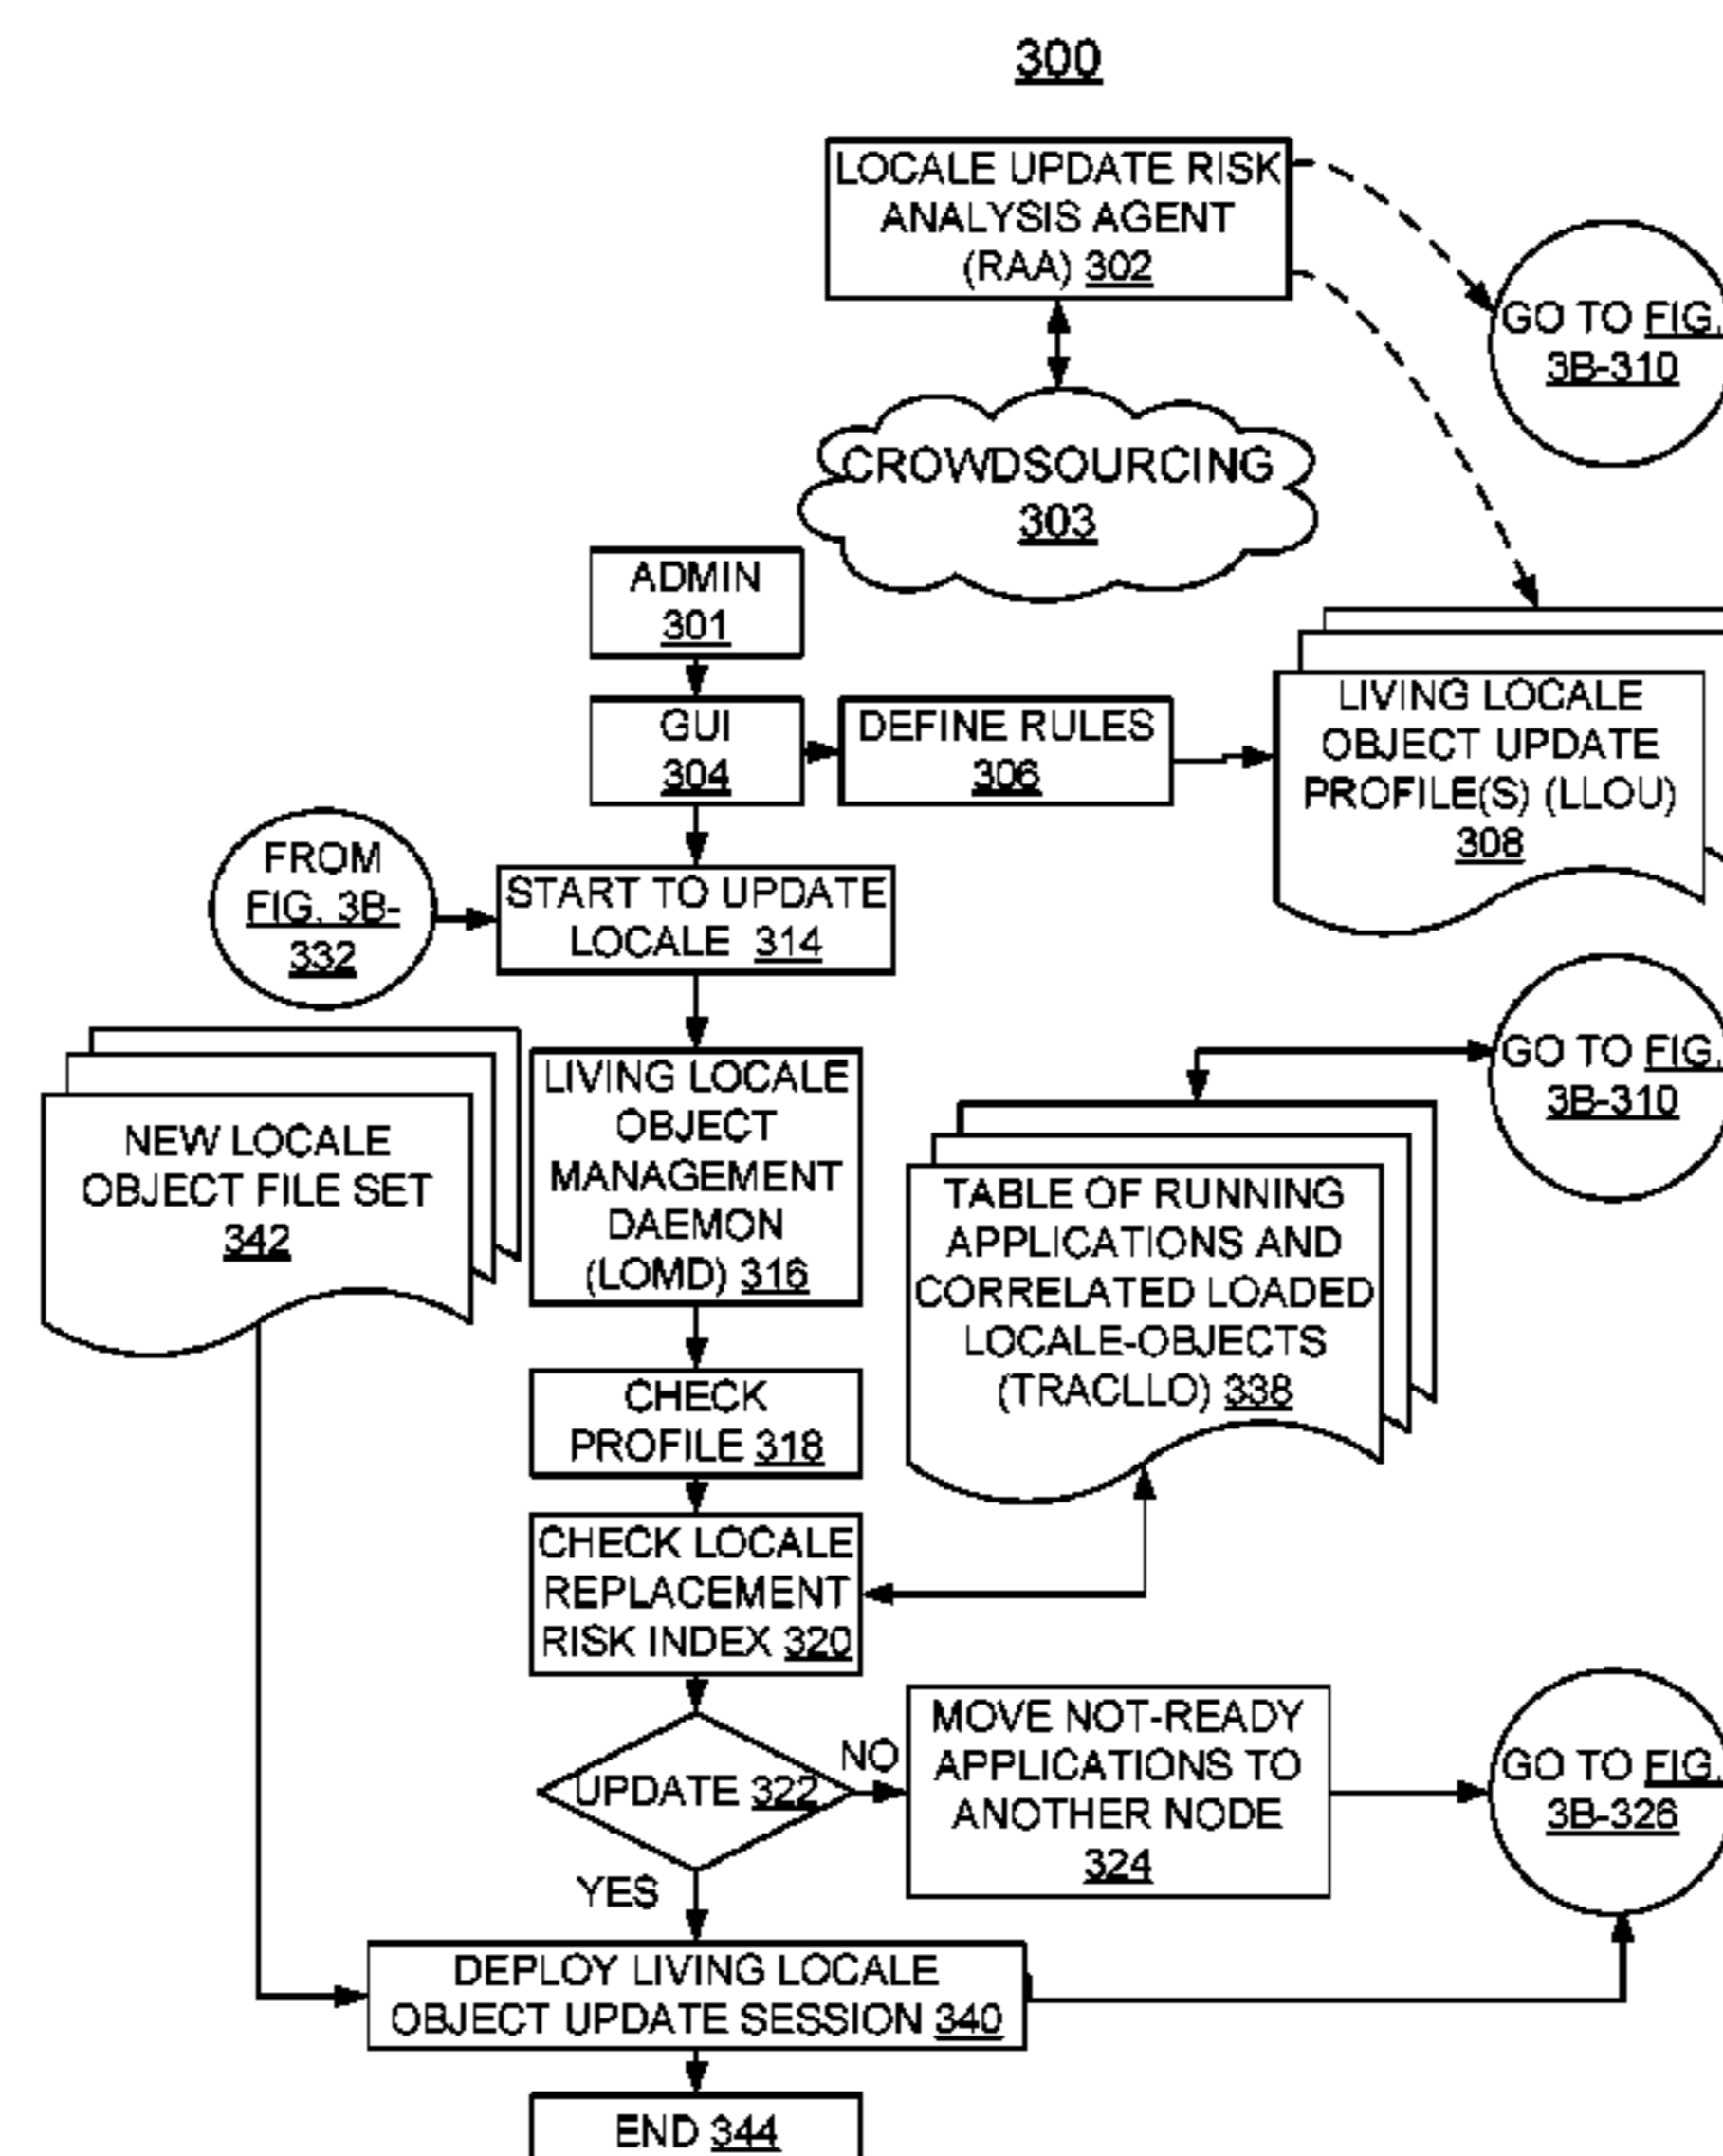 300
LOCALE UPDATE RISK
ANALYSIS AGENT
(RAA) 302
GO TO FIG.
3B-310
CROWDSOURCING
303
ADMIN
301
GUI
304
DEFINE RULES
306
LIVING LOCALE
OBJECT UPDATE
PROFILE(S) (LLOU)
308
FROM
FIG. 3B-
332
START TO UPDATE
LOCALE 314
NEW LOCALE
OBJECT FILE SET
342
LIVING LOCALE
OBJECT
MANAGEMENT
DAEMON
(LOMD) 316
GO TO FIG.
3B-310
TABLE OF RUNNING
APPLICATIONS AND
CORRELATED LOADED
LOCALE-OBJECTS
(TRACLLO) 338
CHECK
PROFILE 318
CHECK LOCALE
REPLACEMENT
RISK INDEX 320
UPDATE 322
NO
MOVE NOT-READY
APPLICATIONS TO
ANOTHER NODE
324
GO TO FIG.
3B-326
YES
DEPLOY LIVING LOCALE
OBJECT UPDATE SESSION 340
END 344